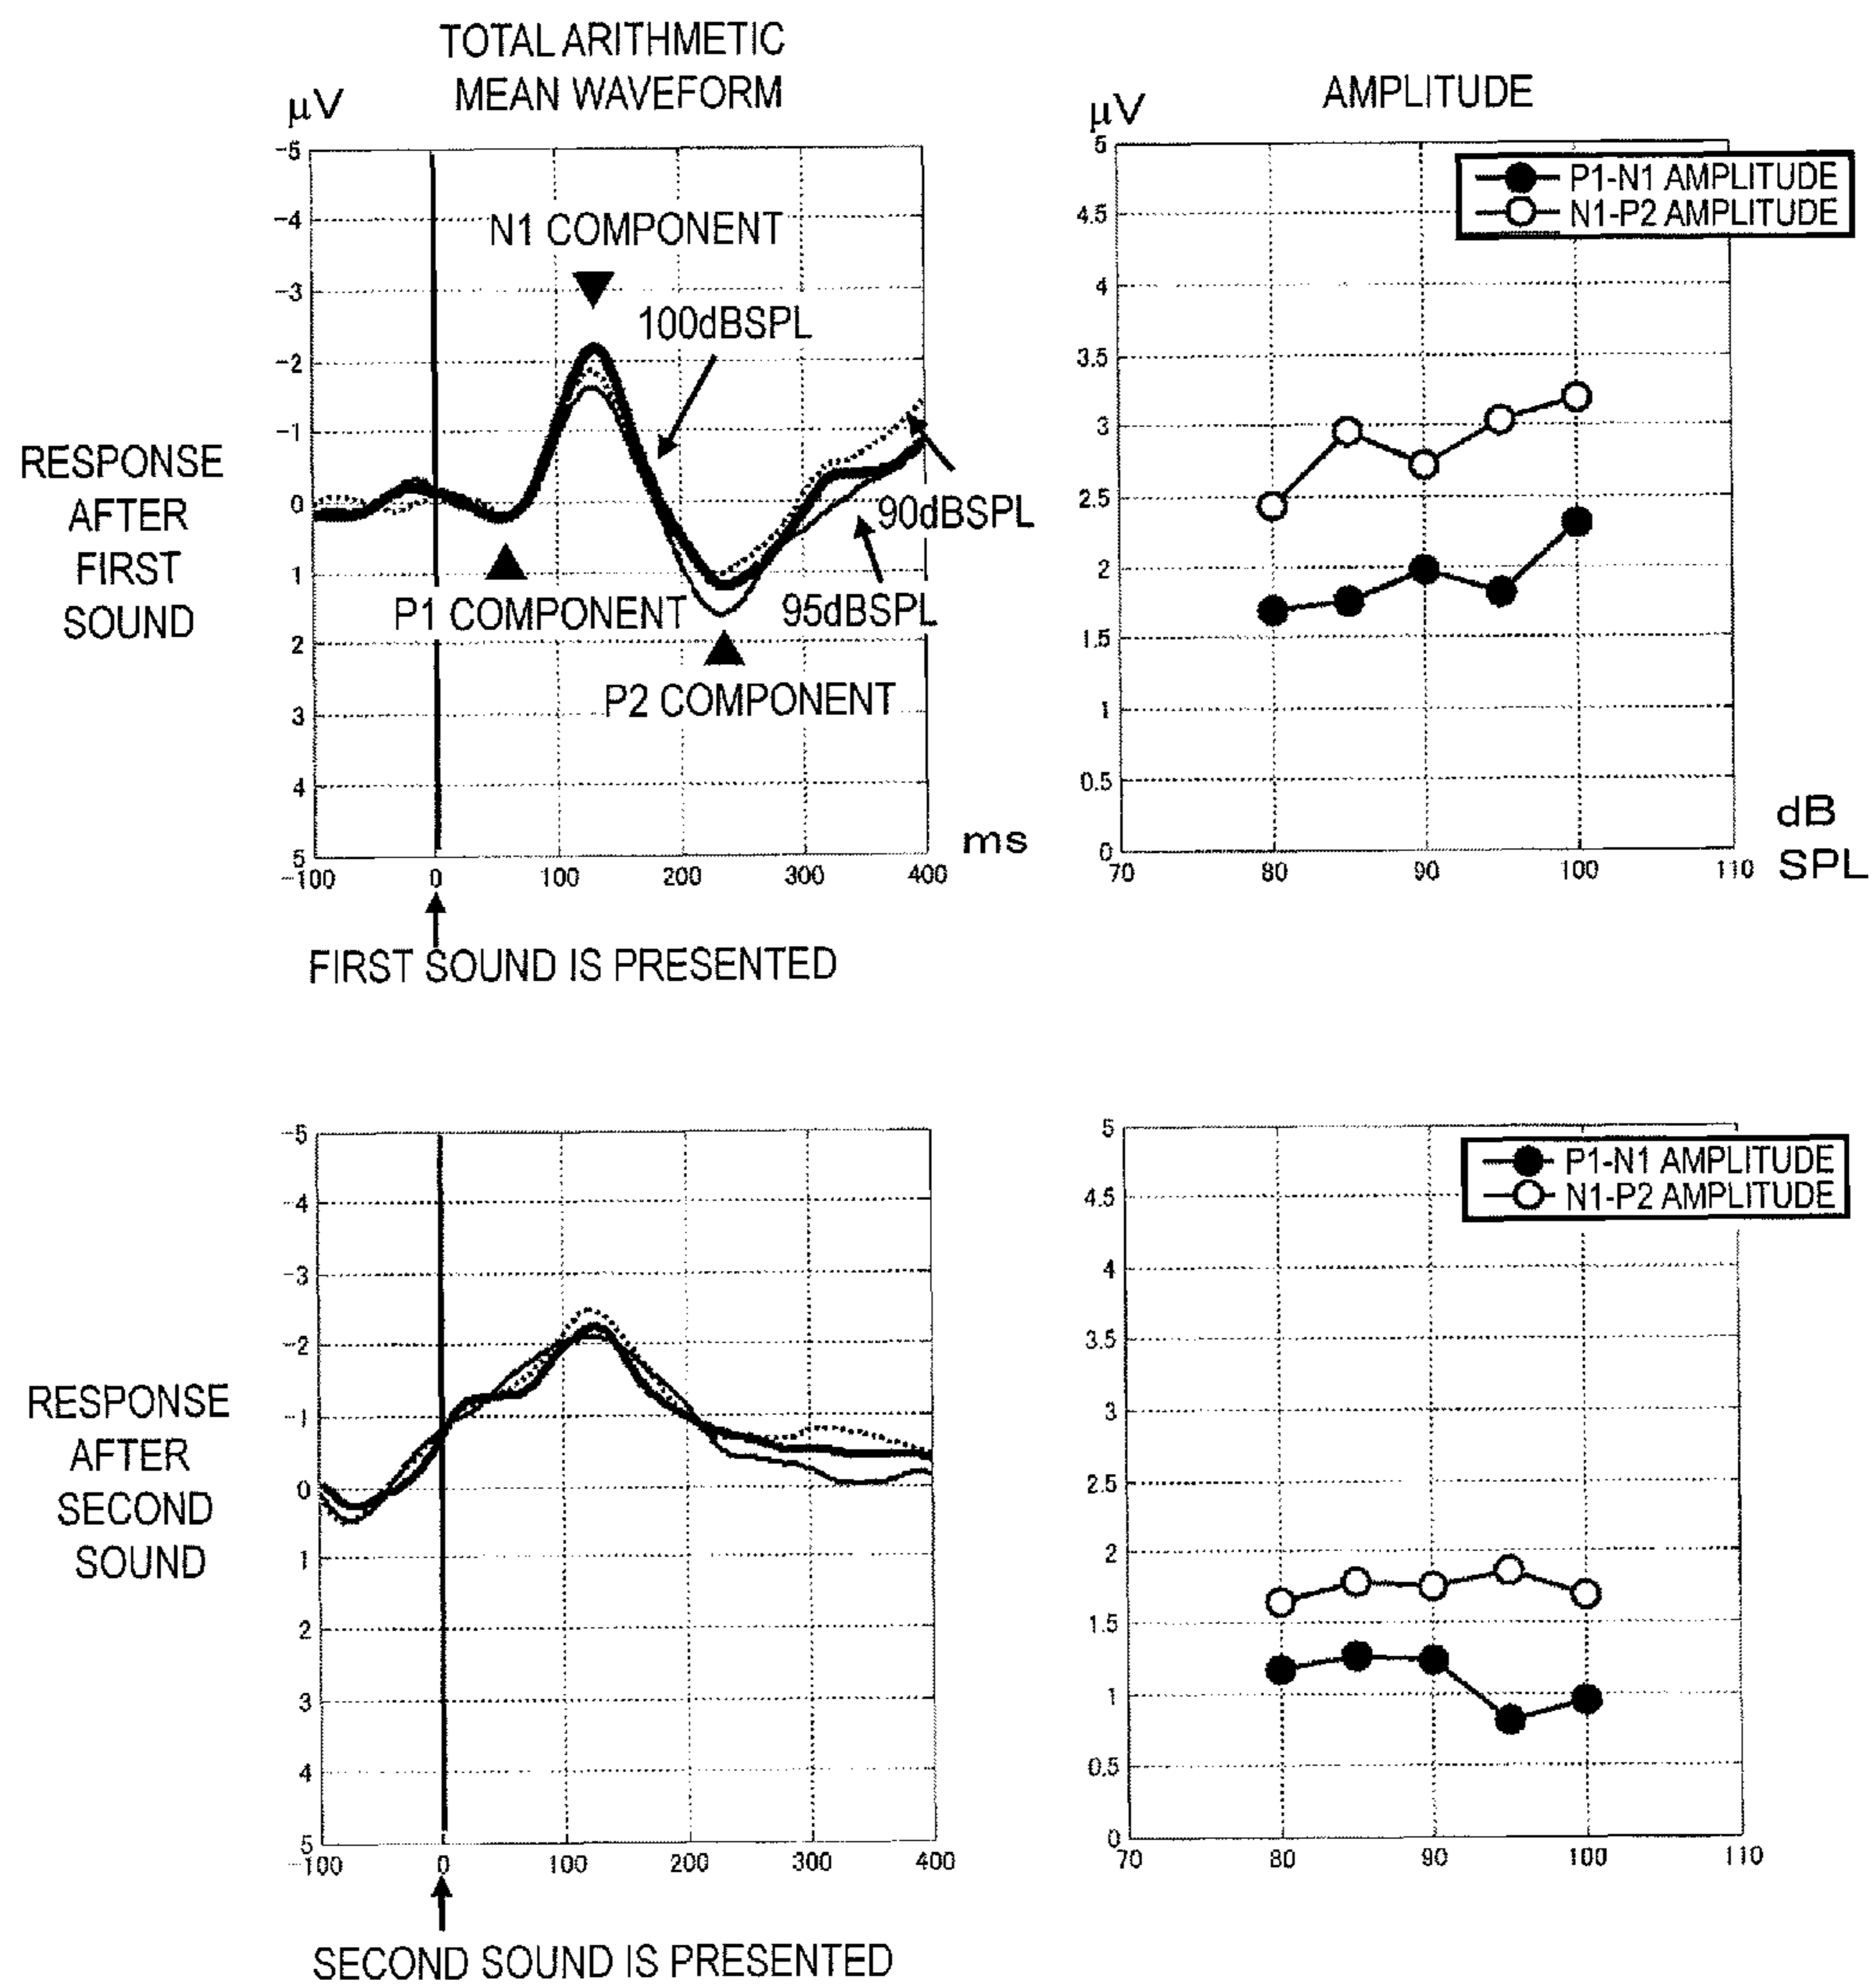 TOTAL ARITHMETIC
MEAN WAVEFORM
μV
-5
-4
-3
-2
-1
0
1
2
3
4
5
N1 COMPONENT
100dBSPL
90dBSPL
95dBSPL
P1 COMPONENT
P2 COMPONENT
RESPONSE
AFTER
FIRST
SOUND
-100 0 100 200 300 400
ms
FIRST SOUND IS PRESENTED
AMPLITUDE
μV
5
4.5
4
3.5
3
2.5
2
1.5
1
0.5
0
P1-N1 AMPLITUDE
N1-P2 AMPLITUDE
70 80 90 100 110
dB
SPL
-5
-4
-3
-2
-1
0
1
2
3
4
5
RESPONSE
AFTER
SECOND
SOUND
-100 0 100 200 300 400
SECOND SOUND IS PRESENTED
5
4.5
4
3.5
3
2.5
2
1.5
1
0.5
0
P1-N1 AMPLITUDE
N1-P2 AMPLITUDE
70 80 90 100 110